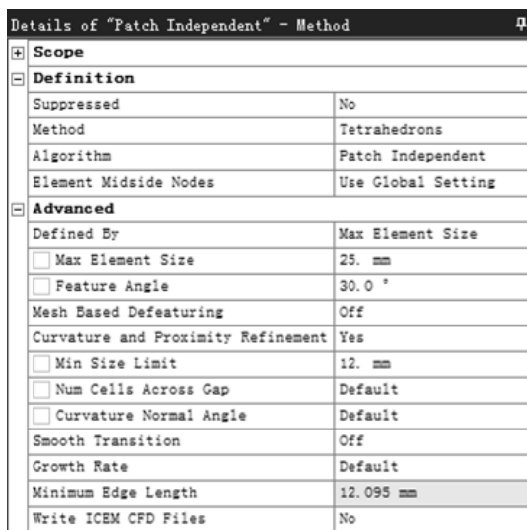 Details of "Patch Independent" - Method
Scope
Definition
Suppressed No
Method Tetrahedrons
Algorithm Patch Independent
Element Midside Nodes Use Global Setting
Advanced
Defined By Max Element Size
Max Element Size 25. mm
Feature Angle 30.0 °
Mesh Based Defeaturing Off
Curvature and Proximity Refinement Yes
Min Size Limit 12. mm
Num Cells Across Gap Default
Curvature Normal Angle Default
Smooth Transition Off
Growth Rate Default
Minimum Edge Length 12.095 mm
Write ICEM CFD Files No